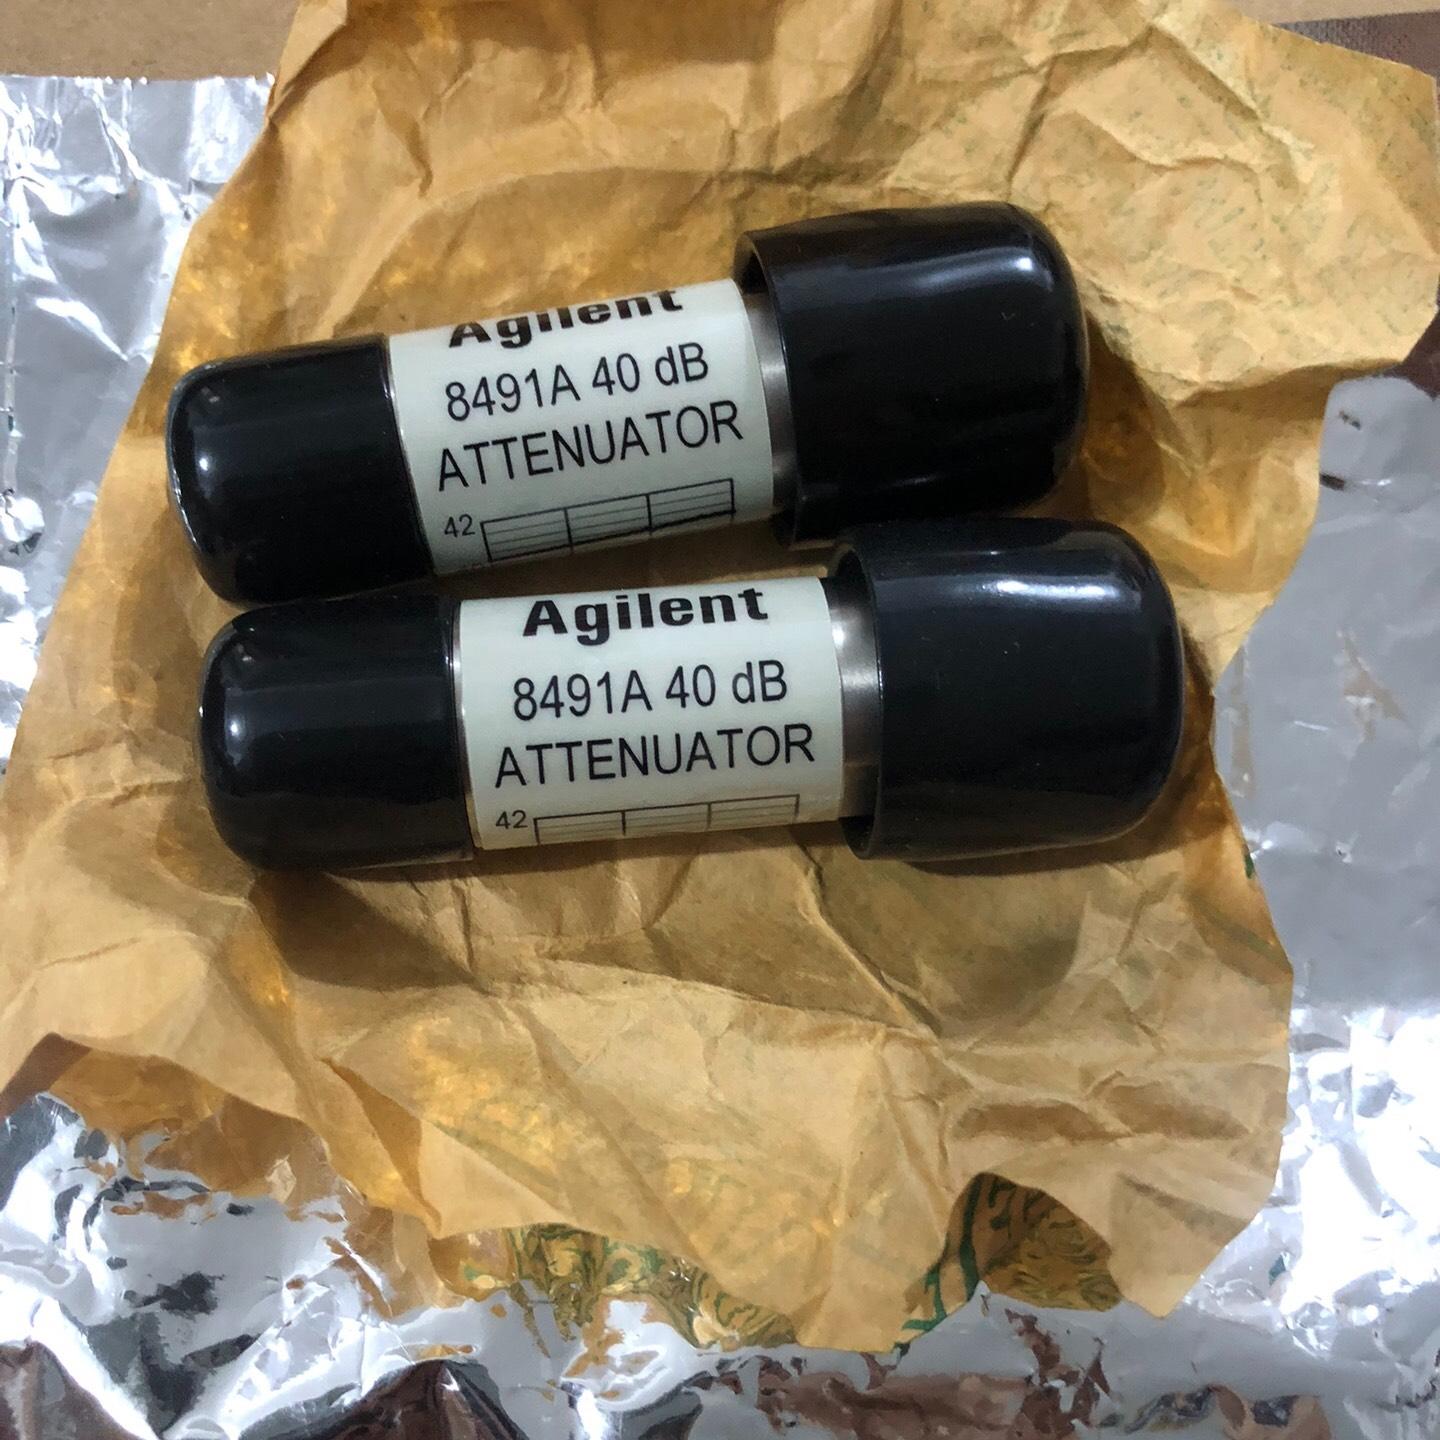 Agilent
8491A 40 dB
ATTENUATOR
42
Agilent
8491A 40 dB
ATTENUATOR
42